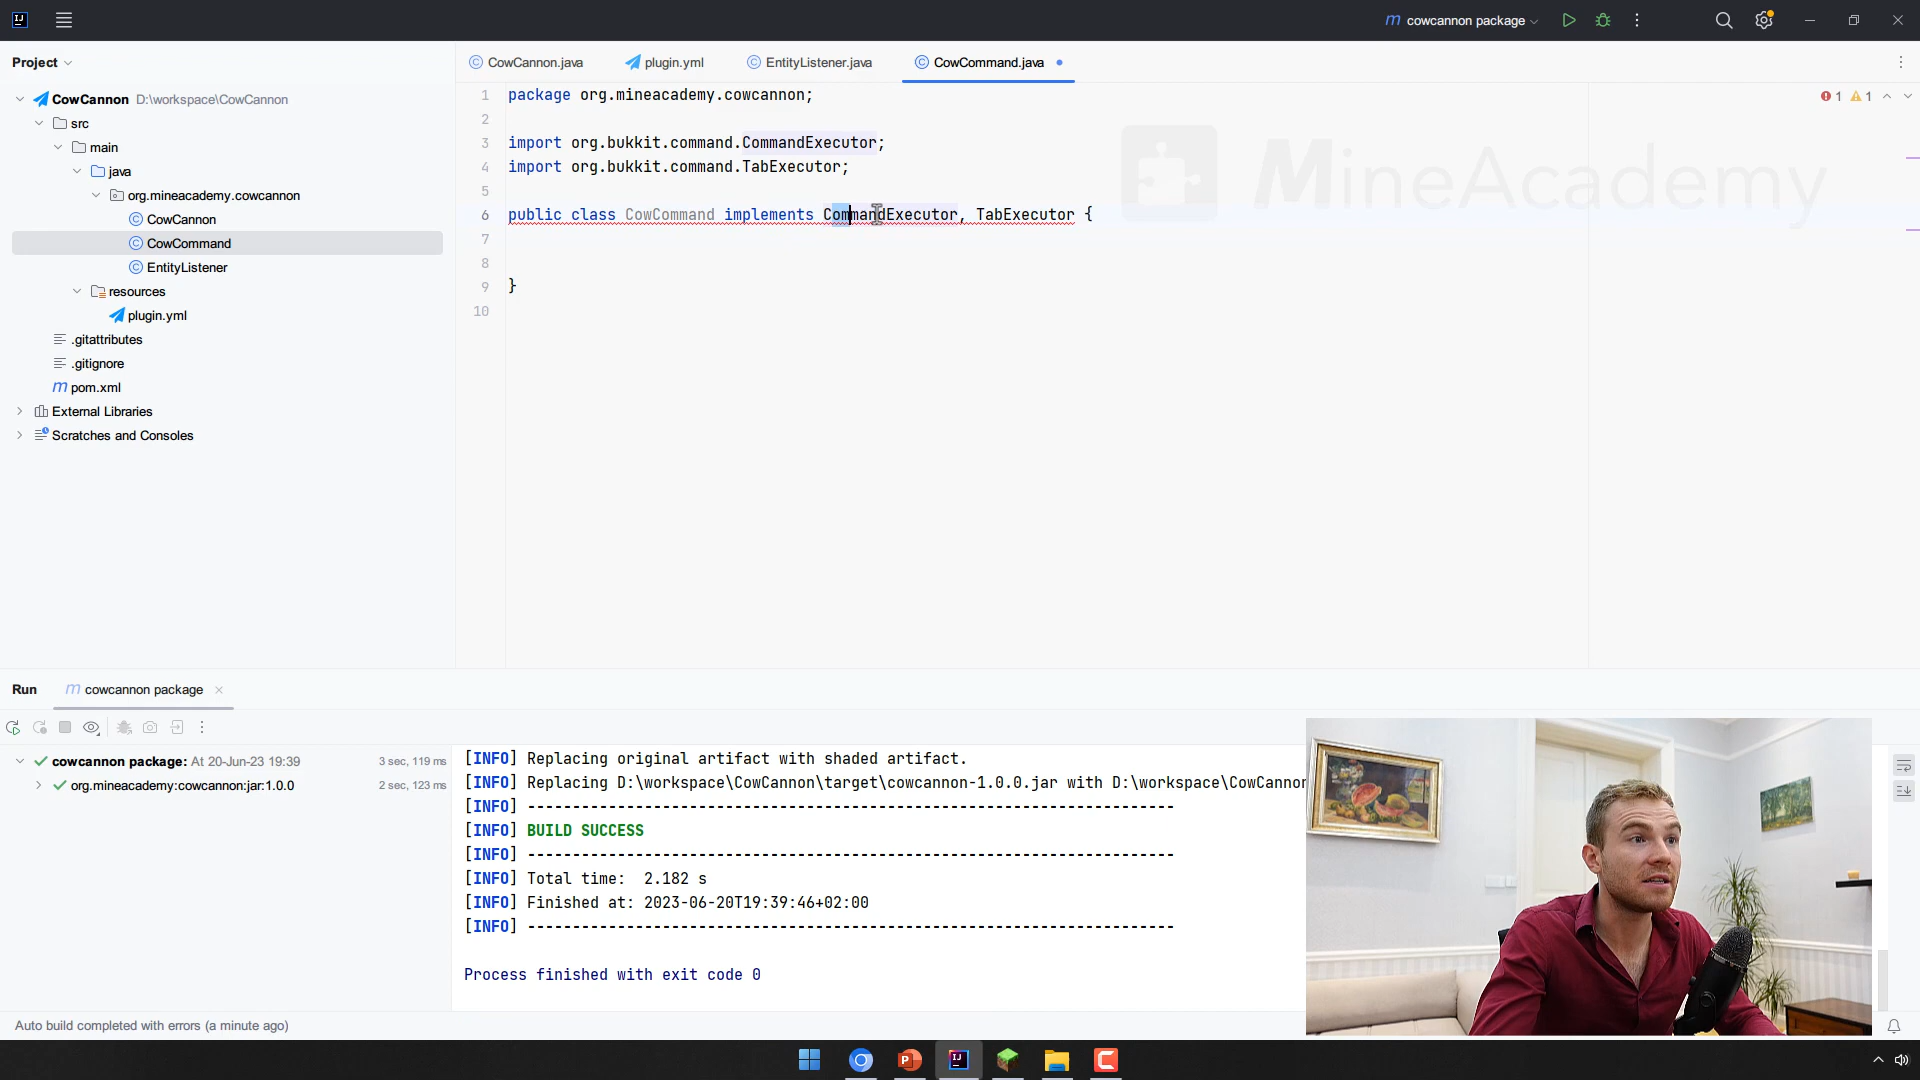 cowcannon package
Project
CowCannon.java
plugin.yml
EntityListener.java
CowCommand.java
CowCannon D:\workspace\CowCannon
src
main
java
org.mineacademy.cowcannon
CowCannon
CowCommand
EntityListener
resources
plugin.yml
.gitattributes
.gitignore
pom.xml
External Libraries
Scratches and Consoles
1 package org.mineacademy.cowcannon;
2
3 import org.bukkit.command.CommandExecutor;
4 import org.bukkit.command.TabExecutor;
5
6 public class CowCommand implements CommandExecutor, TabExecutor {
7
8
9 }
10
1 1
MineAcademy
Run cowcannon package
cowcannon package: At 20-Jun-23 19:39 3 sec, 119 ms
org.mineacademy:cowcannon:jar:1.0.0 2 sec, 123 ms
[INFO] Replacing original artifact with shaded artifact.
[INFO] Replacing D:\workspace\CowCannon\target\cowcannon-1.0.0.jar with D:\workspace\CowCannon
[INFO] ------------------------------------------------------------------------
[INFO] BUILD SUCCESS
[INFO] ------------------------------------------------------------------------
[INFO] Total time:  2.182 s
[INFO] Finished at: 2023-06-20T19:39:46+02:00
[INFO] ------------------------------------------------------------------------
Process finished with exit code 0
Auto build completed with errors (a minute ago)